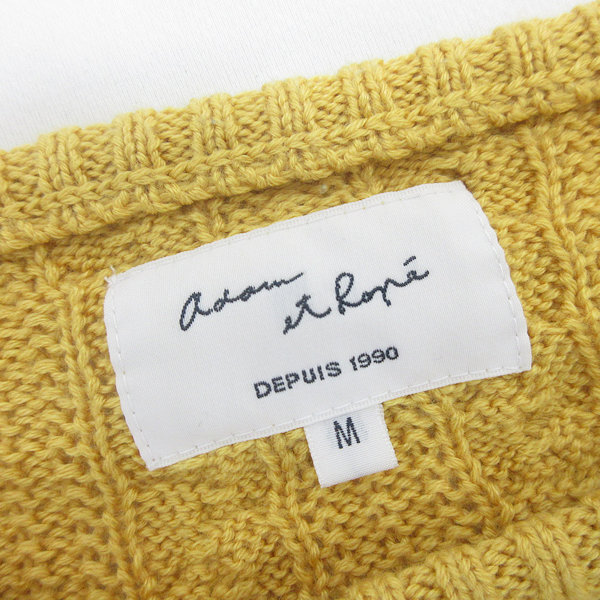 Adam
et Ropé
DEPUIS 1990
M